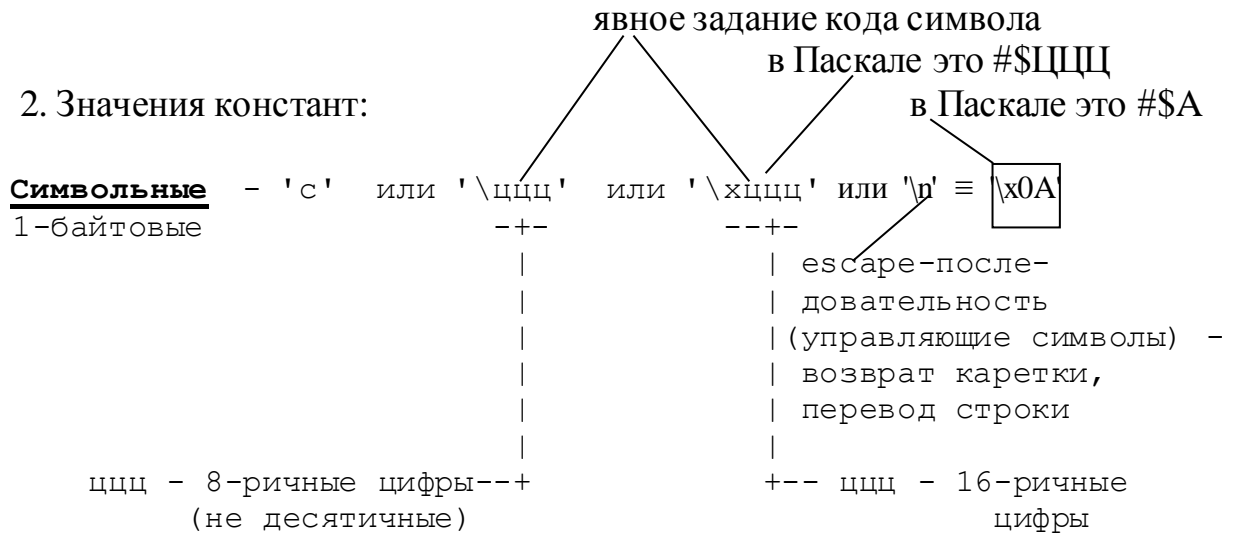 явное задание кода символа
в Паскале это #$ЦЦЦ
2. Значения констант:
в Паскале это #$A
Символьные - 'c' или '\ццц' или '\xццц' или '\n' ≡ '\x0A'
1-байтовые -+- --+-
| | escape-после-
| | довательность
| |(управляющие символы) -
| | возврат каретки,
| | перевод строки
| |
ццц - 8-ричные цифры--+ +-- ццц - 16-ричные
(не десятичные) цифры